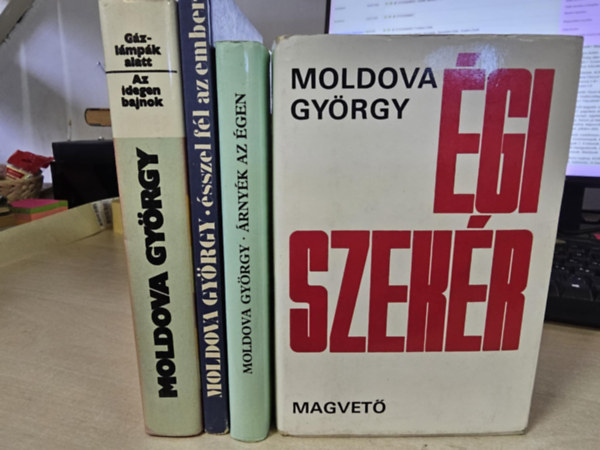 Gáz-
lámpák
alatt
Az
idegen
bajnok
MOLDOVA GYÖRGY
MOLDOVA GYÖRGY · ésszel fél az ember
MOLDOVA GYÖRGY · ÁRNYÉK AZ ÉGEN
MOLDOVA
GYÖRGY
ÉGI
SZEKÉR
MAGVETŐ